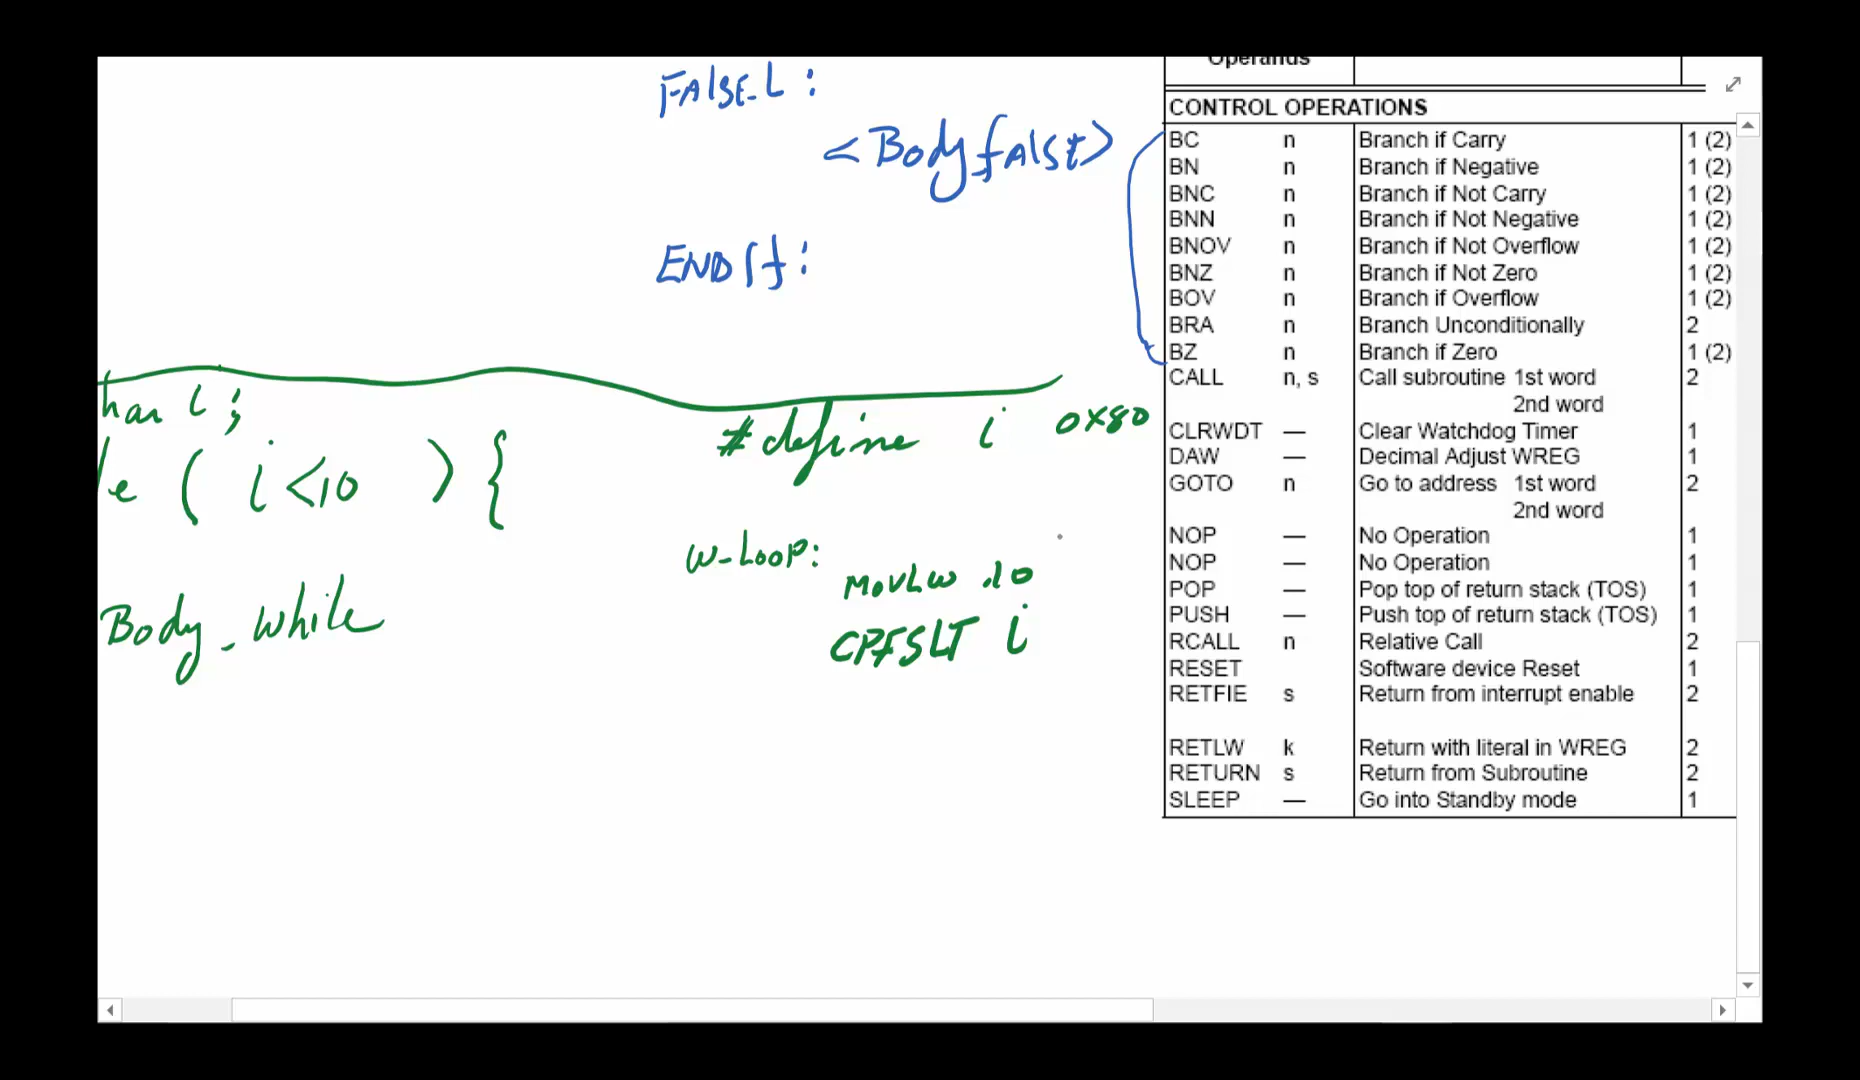 FAlsE_L :
< Body_fAlst>
ENDIf :
har i ;
#define i 0x80
le ( i <10 ) {
w-Loop:
MovLw .10
Body - while
CPFSLT i
Operands
CONTROL OPERATIONS
BC n Branch if Carry 1 (2)
BN n Branch if Negative 1 (2)
BNC n Branch if Not Carry 1 (2)
BNN n Branch if Not Negative 1 (2)
BNOV n Branch if Not Overflow 1 (2)
BNZ n Branch if Not Zero 1 (2)
BOV n Branch if Overflow 1 (2)
BRA n Branch Unconditionally 2
BZ n Branch if Zero 1 (2)
CALL n, s Call subroutine 1st word 2
2nd word
CLRWDT — Clear Watchdog Timer 1
DAW — Decimal Adjust WREG 1
GOTO n Go to address 1st word 2
2nd word
NOP — No Operation 1
NOP — No Operation 1
POP — Pop top of return stack (TOS) 1
PUSH — Push top of return stack (TOS) 1
RCALL n Relative Call 2
RESET Software device Reset 1
RETFIE s Return from interrupt enable 2
RETLW k Return with literal in WREG 2
RETURN s Return from Subroutine 2
SLEEP — Go into Standby mode 1